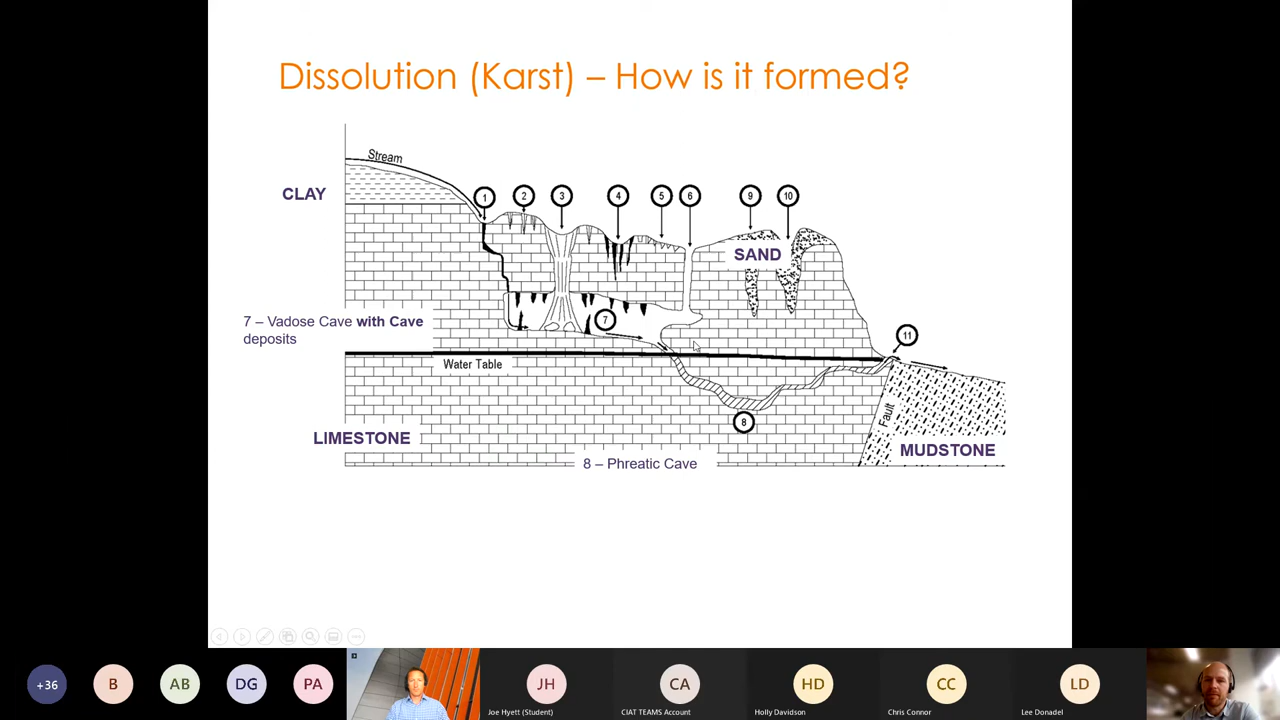 Dissolution (Karst) – How is it formed?
Stream
CLAY
1
2
3
4
5
6
9
10
SAND
7 – Vadose Cave with Cave
deposits
7
11
Water Table
8
Fault
LIMESTONE
MUDSTONE
8 – Phreatic Cave
+36
B
AB
DG
PA
JH
CA
HD
CC
LD
Joe Hyett (Student)
CIAT TEAMS Account
Holly Davidson
Chris Connor
Lee Donadel